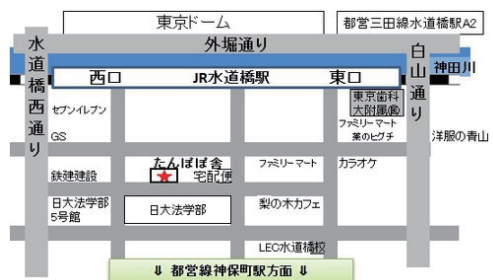 東京ドーム
都営三田線水道橋駅A2
外堀通り
水道橋西通り
白山通り
神田川
西口
JR水道橋駅
東口
セブンイレブン
東京歯科
大附属㊩
ファミリーマート
薬のヒグチ
GS
洋服の青山
たんぽぽ舎
鉄建建設
宅配便
ファミリーマート
カラオケ
日大法学部
5号館
日大法学部
梨の木カフェ
LEC水道橋校
⇓ 都営線神保町駅方面 ⇓